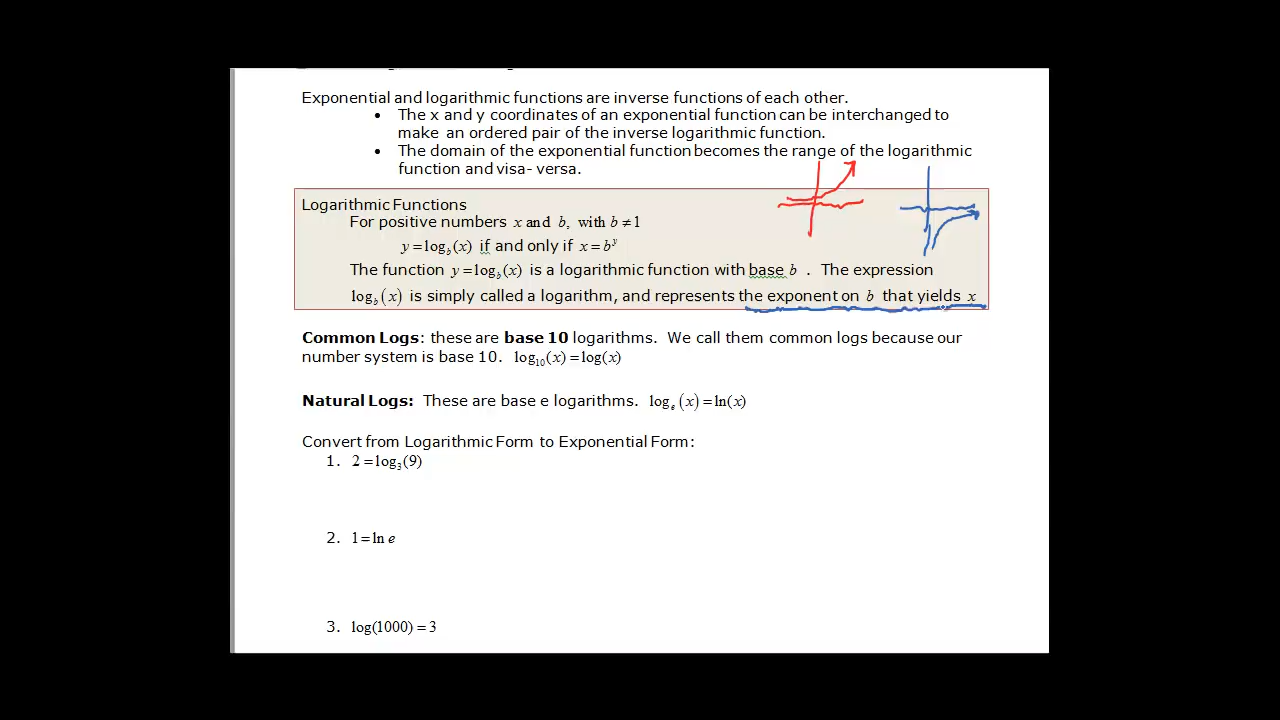 Exponential and logarithmic functions are inverse functions of each other.
• The x and y coordinates of an exponential function can be interchanged to
make an ordered pair of the inverse logarithmic function.
• The domain of the exponential function becomes the range of the logarithmic
function and visa- versa.
Logarithmic Functions
For positive numbers x and b, with b ≠ 1
y = log_b(x) if and only if x = b^y
The function y = log_b(x) is a logarithmic function with base b . The expression
log_b(x) is simply called a logarithm, and represents the exponent on b that yields x
Common Logs: these are base 10 logarithms. We call them common logs because our
number system is base 10. log_10(x) = log(x)
Natural Logs: These are base e logarithms. log_e(x) = ln(x)
Convert from Logarithmic Form to Exponential Form:
1. 2 = log_3(9)
2. 1 = ln e
3. log(1000) = 3